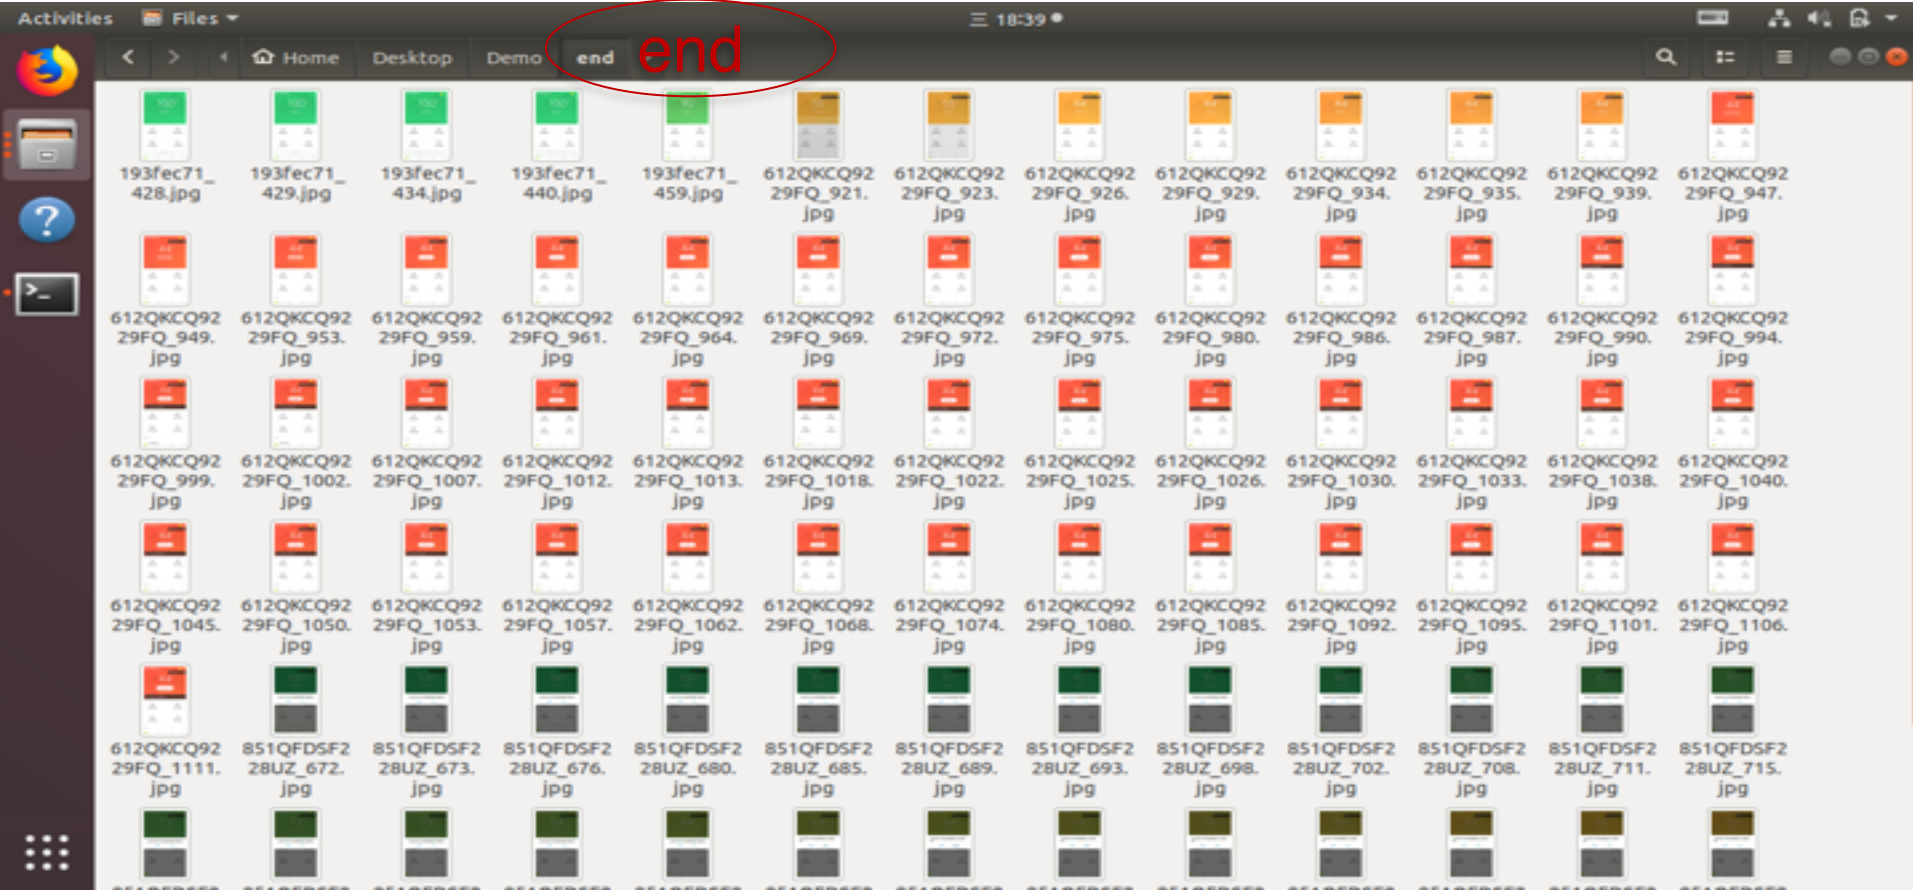 Activities Files 三 18:39
Home Desktop Demo end end
193fec71_ 193fec71_ 193fec71_ 193fec71_ 193fec71_ 612QKCQ92 612QKCQ92 612QKCQ92 612QKCQ92 612QKCQ92 612QKCQ92 612QKCQ92 612QKCQ92
428.jpg 429.jpg 434.jpg 440.jpg 459.jpg 29FQ_921. 29FQ_923. 29FQ_926. 29FQ_929. 29FQ_934. 29FQ_935. 29FQ_939. 29FQ_947.
jpg jpg jpg jpg jpg jpg jpg jpg
612QKCQ92 612QKCQ92 612QKCQ92 612QKCQ92 612QKCQ92 612QKCQ92 612QKCQ92 612QKCQ92 612QKCQ92 612QKCQ92 612QKCQ92 612QKCQ92 612QKCQ92
29FQ_949. 29FQ_953. 29FQ_959. 29FQ_961. 29FQ_964. 29FQ_969. 29FQ_972. 29FQ_975. 29FQ_980. 29FQ_986. 29FQ_987. 29FQ_990. 29FQ_994.
jpg jpg jpg jpg jpg jpg jpg jpg jpg jpg jpg jpg jpg
612QKCQ92 612QKCQ92 612QKCQ92 612QKCQ92 612QKCQ92 612QKCQ92 612QKCQ92 612QKCQ92 612QKCQ92 612QKCQ92 612QKCQ92 612QKCQ92 612QKCQ92
29FQ_999. 29FQ_1002. 29FQ_1007. 29FQ_1012. 29FQ_1013. 29FQ_1018. 29FQ_1022. 29FQ_1025. 29FQ_1026. 29FQ_1030. 29FQ_1033. 29FQ_1038. 29FQ_1040.
jpg jpg jpg jpg jpg jpg jpg jpg jpg jpg jpg jpg jpg
612QKCQ92 612QKCQ92 612QKCQ92 612QKCQ92 612QKCQ92 612QKCQ92 612QKCQ92 612QKCQ92 612QKCQ92 612QKCQ92 612QKCQ92 612QKCQ92 612QKCQ92
29FQ_1045. 29FQ_1050. 29FQ_1053. 29FQ_1057. 29FQ_1062. 29FQ_1068. 29FQ_1074. 29FQ_1080. 29FQ_1085. 29FQ_1092. 29FQ_1095. 29FQ_1101. 29FQ_1106.
jpg jpg jpg jpg jpg jpg jpg jpg jpg jpg jpg jpg jpg
612QKCQ92 851QFDSF2 851QFDSF2 851QFDSF2 851QFDSF2 851QFDSF2 851QFDSF2 851QFDSF2 851QFDSF2 851QFDSF2 851QFDSF2 851QFDSF2 851QFDSF2
29FQ_1111. 28UZ_672. 28UZ_673. 28UZ_676. 28UZ_680. 28UZ_685. 28UZ_689. 28UZ_693. 28UZ_698. 28UZ_702. 28UZ_708. 28UZ_711. 28UZ_715.
jpg jpg jpg jpg jpg jpg jpg jpg jpg jpg jpg jpg jpg